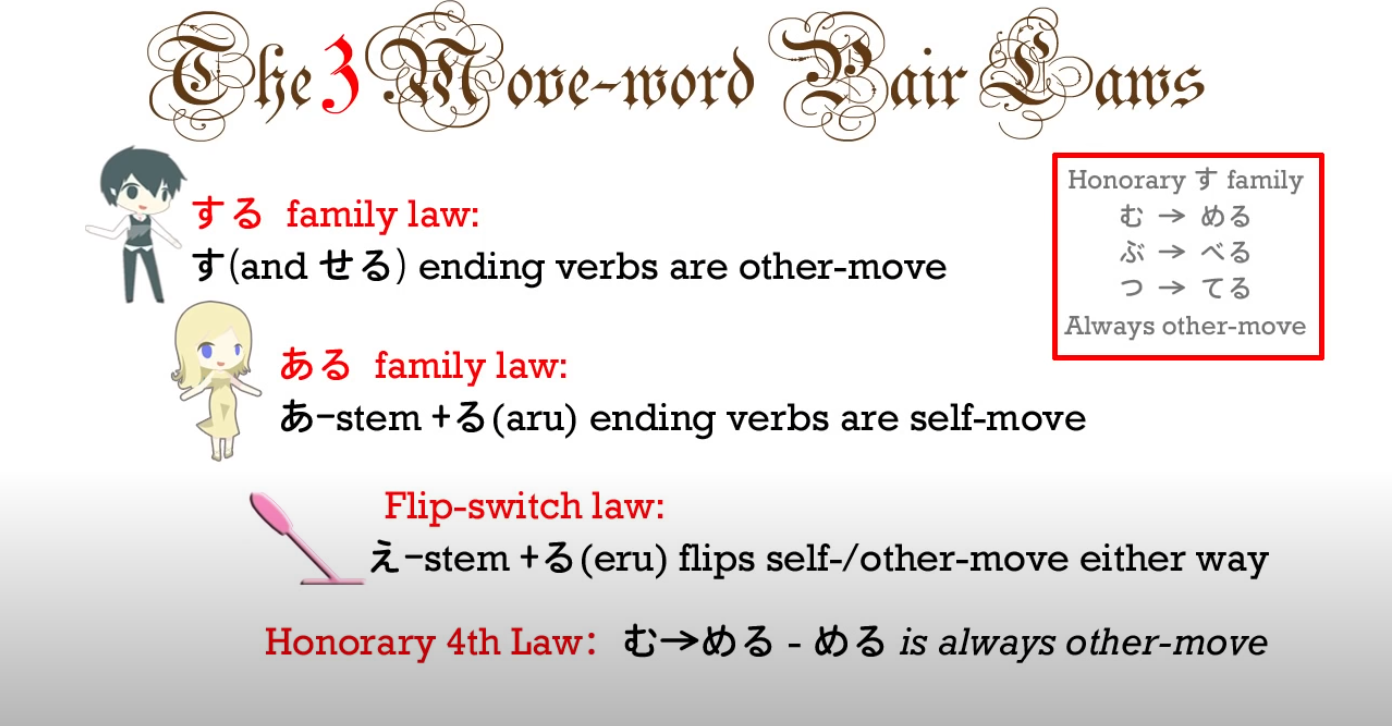 The 3 Move-word Pair Laws
する family law:
す(and せる) ending verbs are other-move
Honorary す family
む → める
ぶ → べる
つ → てる
Always other-move
ある family law:
あ-stem +る(aru) ending verbs are self-move
Flip-switch law:
え-stem +る(eru) flips self-/other-move either way
Honorary 4th Law: む→める - める is always other-move